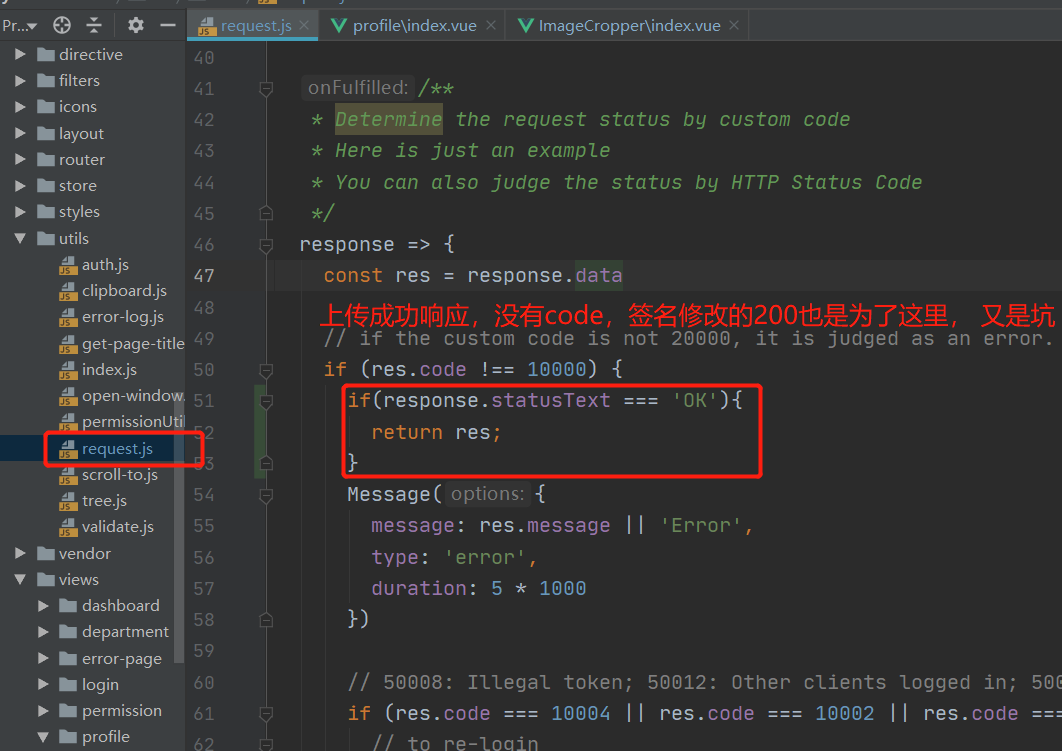 Pr...
request.js
profile\index.vue
ImageCropper\index.vue
directive
filters
icons
layout
router
store
styles
utils
auth.js
clipboard.js
error-log.js
get-page-title
index.js
open-window.
permissionUtil
request.js
scroll-to.js
tree.js
validate.js
vendor
views
dashboard
department
error-page
login
permission
profile
40
41 onFulfilled: /**
42 * Determine the request status by custom code
43 * Here is just an example
44 * You can also judge the status by HTTP Status Code
45 */
46 response => {
47 const res = response.data
48 上传成功响应，没有code，签名修改的200也是为了这里， 又是坑
49 // if the custom code is not 20000, it is judged as an error.
50 if (res.code !== 10000) {
51 if(response.statusText === 'OK'){
52 return res;
53 }
54 Message( options: {
55 message: res.message || 'Error',
56 type: 'error',
57 duration: 5 * 1000
58 })
59
60 // 50008: Illegal token; 50012: Other clients logged in; 500
61 if (res.code === 10004 || res.code === 10002 || res.code ===
62 // to re-login